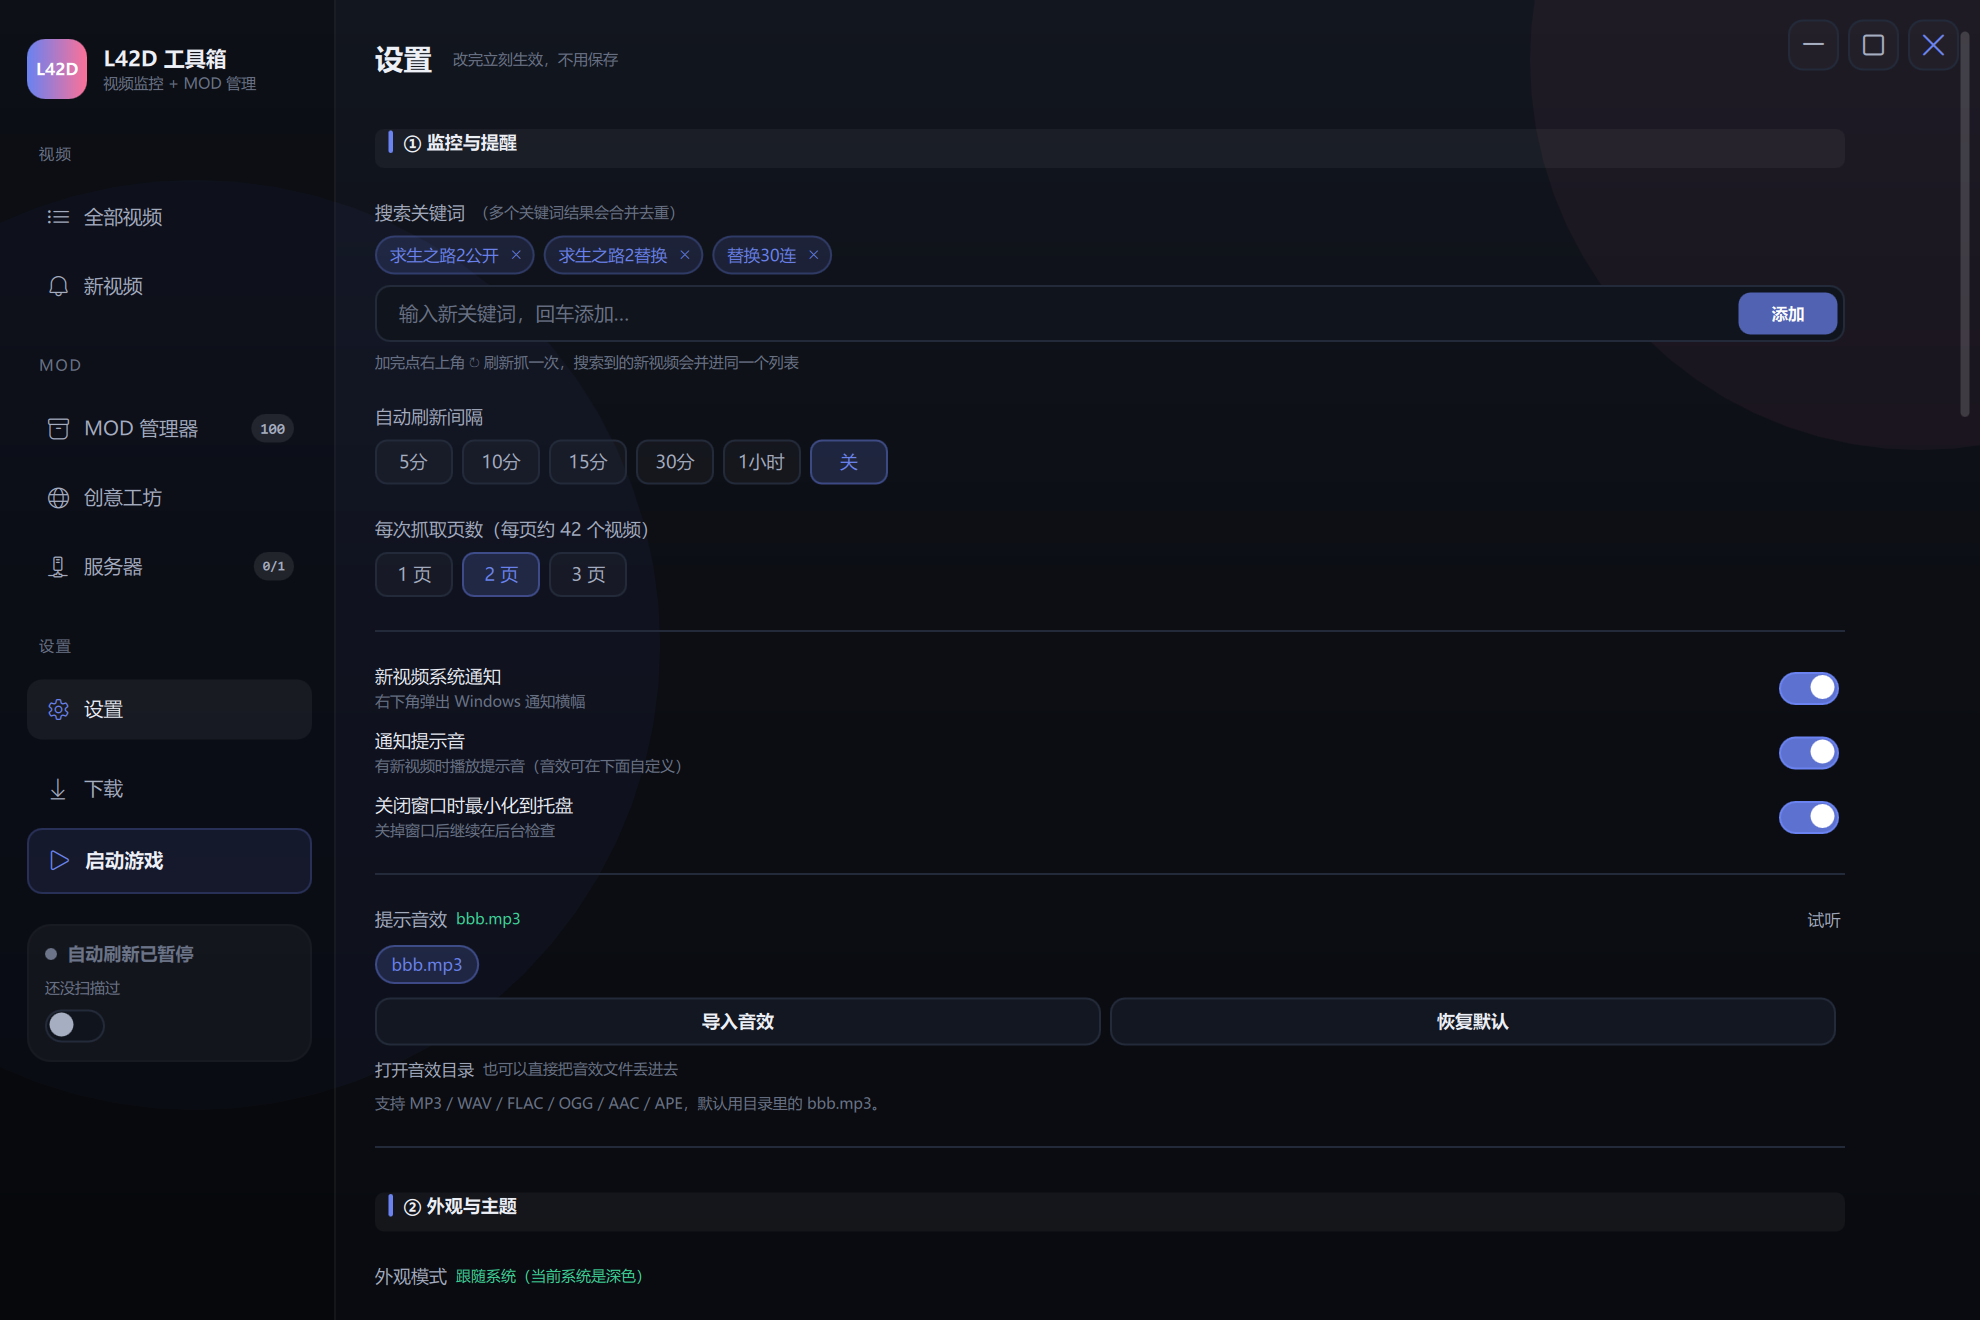 L42D
L42D 工具箱
视频监控 + MOD 管理
视频
全部视频
新视频
MOD
MOD 管理器 100
创意工坊
服务器 0/1
设置
设置
下载
启动游戏
自动刷新已暂停
还没扫描过
设置 改完立刻生效，不用保存
① 监控与提醒
搜索关键词 （多个关键词结果会合并去重）
求生之路2公开 × 求生之路2替换 × 替换30连 ×
输入新关键词，回车添加... 添加
加完点右上角 ↻ 刷新抓一次，搜索到的新视频会并进同一个列表
自动刷新间隔
5分 10分 15分 30分 1小时 关
每次抓取页数（每页约 42 个视频）
1 页 2 页 3 页
新视频系统通知
右下角弹出 Windows 通知横幅
通知提示音
有新视频时播放提示音（音效可在下面自定义）
关闭窗口时最小化到托盘
关掉窗口后继续在后台检查
提示音效 bbb.mp3 试听
bbb.mp3
导入音效 恢复默认
打开音效目录 也可以直接把音效文件丢进去
支持 MP3 / WAV / FLAC / OGG / AAC / APE，默认用目录里的 bbb.mp3。
② 外观与主题
外观模式 跟随系统（当前系统是深色）